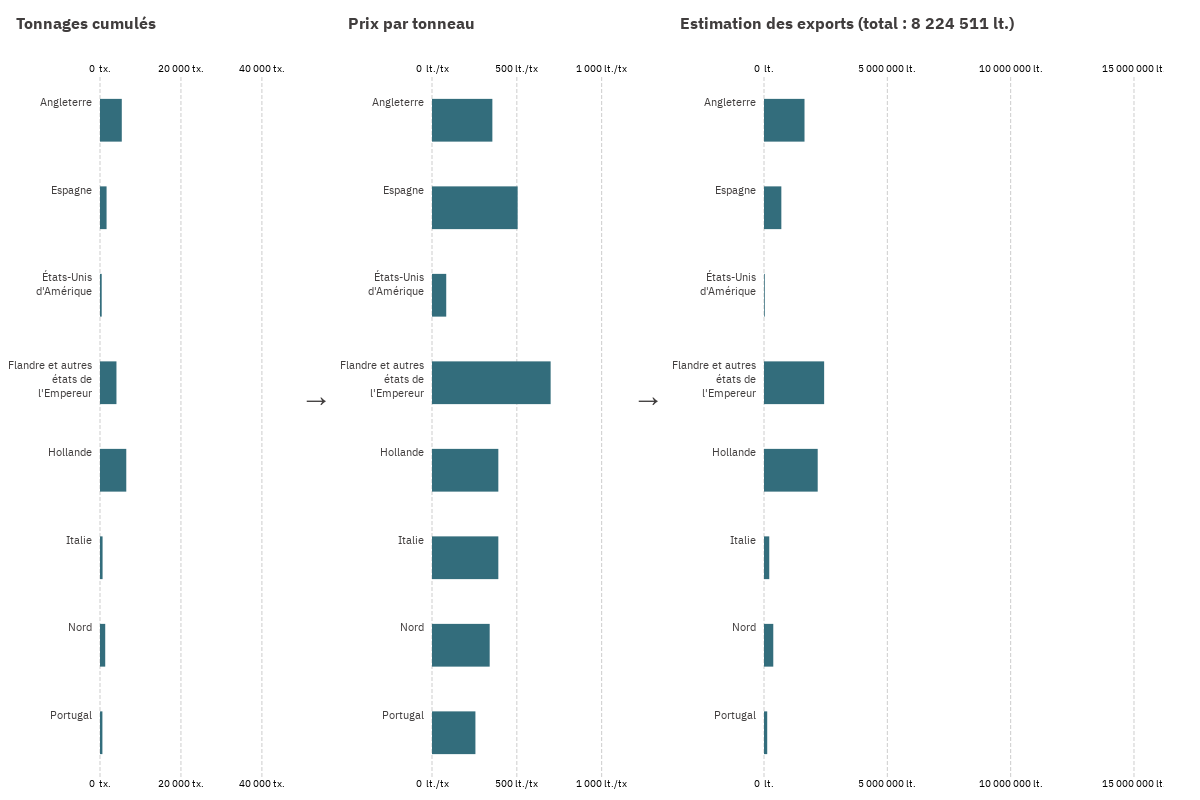 Tonnages cumulés
0 tx.
20 000 tx.
40 000 tx.
Angleterre
Espagne
États-Unis
d'Amérique
Flandre et autres
états de
l'Empereur
Hollande
Italie
Nord
Portugal
0 tx.
20 000 tx.
40 000 tx.
→
Prix par tonneau
0 lt./tx
500 lt./tx
1 000 lt./tx
Angleterre
Espagne
États-Unis
d'Amérique
Flandre et autres
états de
l'Empereur
Hollande
Italie
Nord
Portugal
0 lt./tx
500 lt./tx
1 000 lt./tx
→
Estimation des exports (total : 8 224 511 lt.)
0 lt.
5 000 000 lt.
10 000 000 lt.
15 000 000 lt
Angleterre
Espagne
États-Unis
d'Amérique
Flandre et autres
états de
l'Empereur
Hollande
Italie
Nord
Portugal
0 lt.
5 000 000 lt.
10 000 000 lt.
15 000 000 lt.